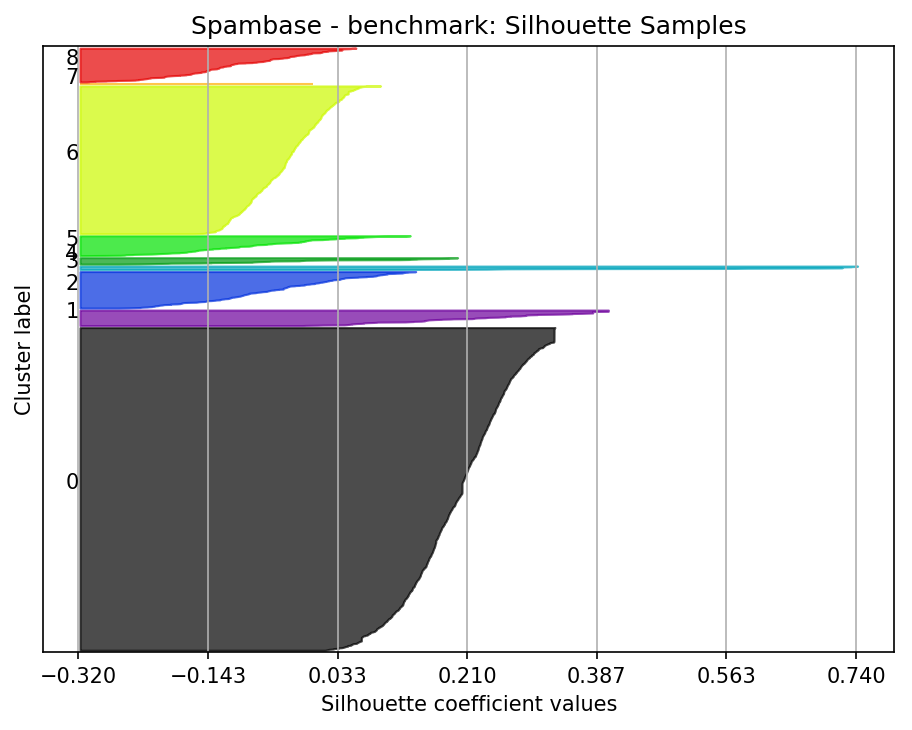 Spambase - benchmark: Silhouette Samples
8
7
6
5
4
3
2
1
0
Cluster label
−0.320 −0.143 0.033 0.210 0.387 0.563 0.740
Silhouette coefficient values